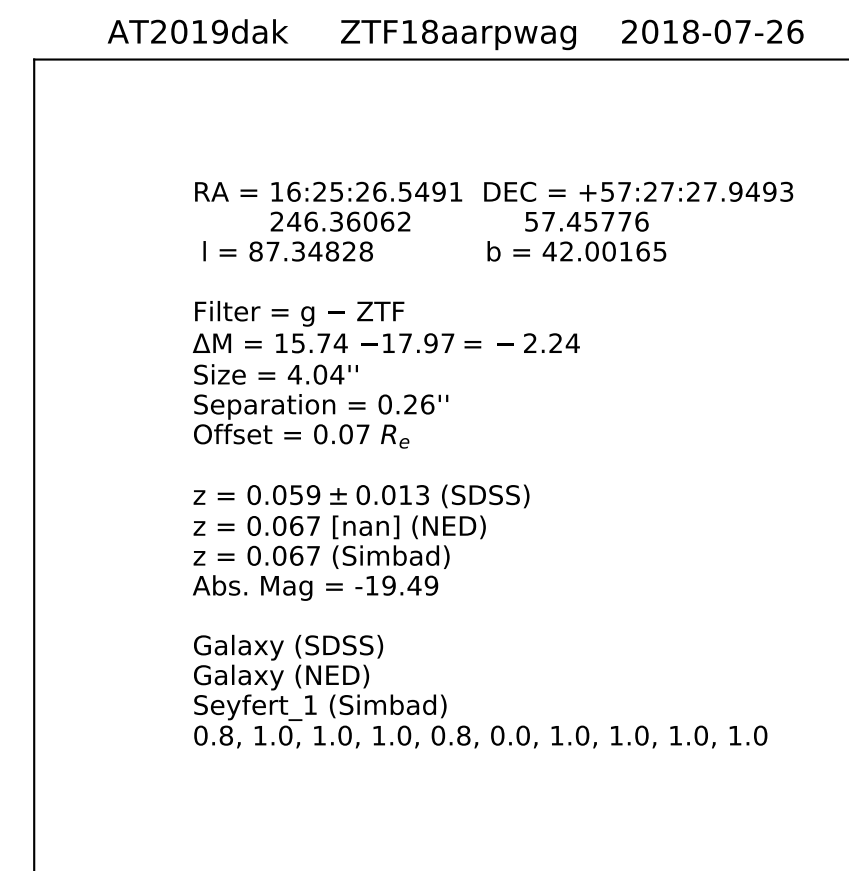 AT2019dak ZTF18aarpwag 2018-07-26
RA = 16:25:26.5491 DEC = +57:27:27.9493
246.36062 57.45776
l = 87.34828 b = 42.00165
Filter = g − ZTF
ΔM = 15.74 −17.97 = − 2.24
Size = 4.04''
Separation = 0.26''
Offset = 0.07 Rₑ
z = 0.059 ± 0.013 (SDSS)
z = 0.067 [nan] (NED)
z = 0.067 (Simbad)
Abs. Mag = -19.49
Galaxy (SDSS)
Galaxy (NED)
Seyfert_1 (Simbad)
0.8, 1.0, 1.0, 1.0, 0.8, 0.0, 1.0, 1.0, 1.0, 1.0